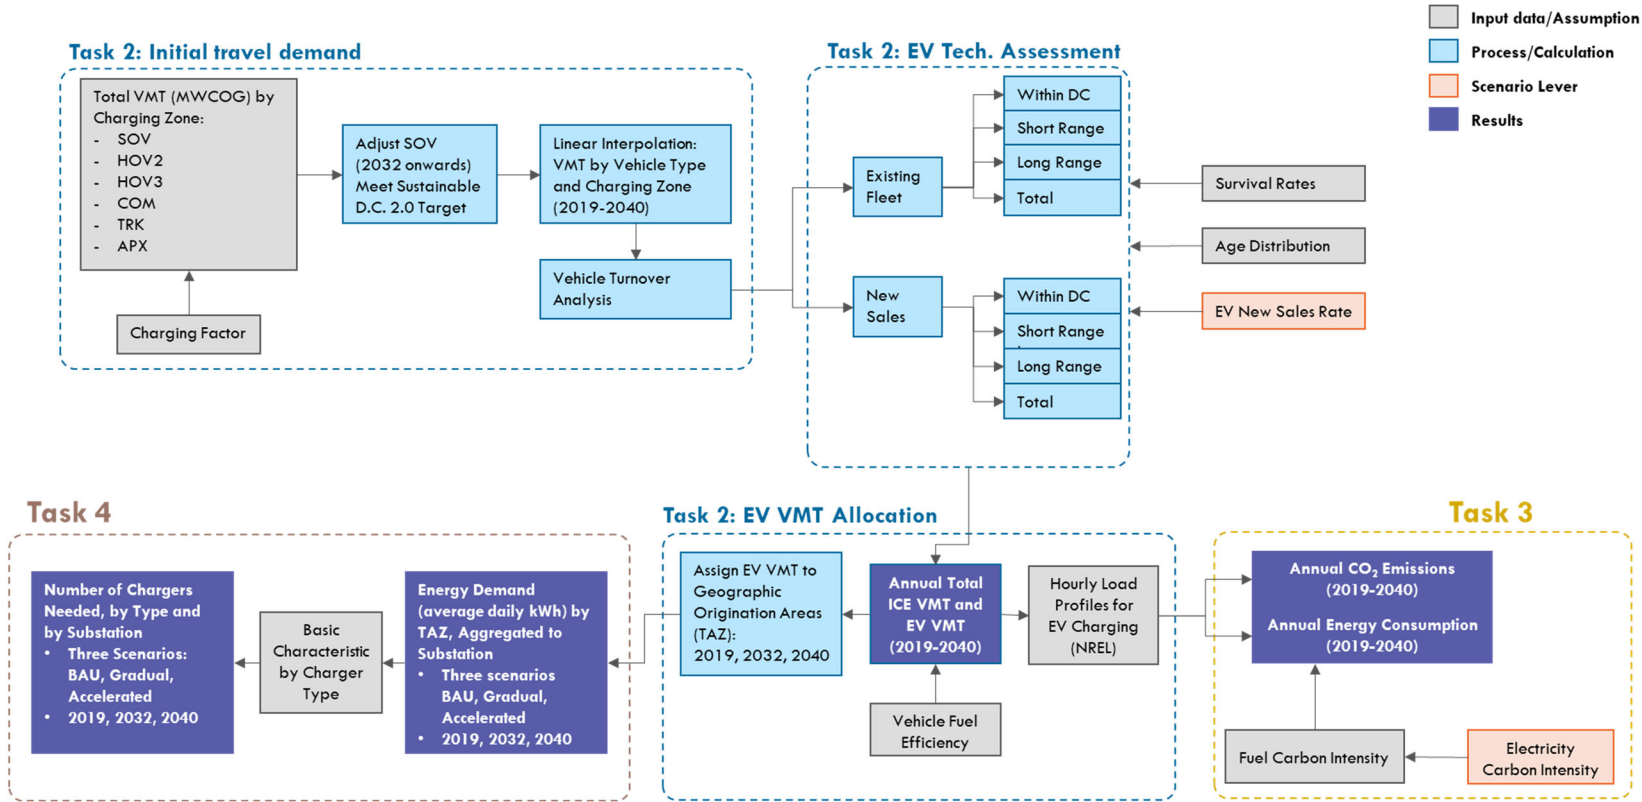 Input data/Assumption
Process/Calculation
Scenario Lever
Results
Task 2: Initial travel demand
Total VMT (MWCOG) by
Charging Zone:
- SOV
- HOV2
- HOV3
- COM
- TRK
- APX
Charging Factor
Adjust SOV
(2032 onwards)
Meet Sustainable
D.C. 2.0 Target
Linear Interpolation:
VMT by Vehicle Type
and Charging Zone
(2019-2040)
Vehicle Turnover
Analysis
Task 2: EV Tech. Assessment
Existing
Fleet
Within DC
Short Range
Long Range
Total
New
Sales
Within DC
Short Range
Long Range
Total
Survival Rates
Age Distribution
EV New Sales Rate
Task 4
Number of Chargers
Needed, by Type and
by Substation
• Three Scenarios:
BAU, Gradual,
Accelerated
• 2019, 2032, 2040
Basic
Characteristic
by Charger
Type
Energy Demand
(average daily kWh) by
TAZ, Aggregated to
Substation
• Three scenarios
BAU, Gradual,
Accelerated
• 2019, 2032, 2040
Task 2: EV VMT Allocation
Assign EV VMT to
Geographic
Origination Areas
(TAZ):
2019, 2032, 2040
Annual Total
ICE VMT and
EV VMT
(2019-2040)
Hourly Load
Profiles for
EV Charging
(NREL)
Vehicle Fuel
Efficiency
Task 3
Annual CO₂ Emissions
(2019-2040)
Annual Energy Consumption
(2019-2040)
Fuel Carbon Intensity
Electricity
Carbon Intensity